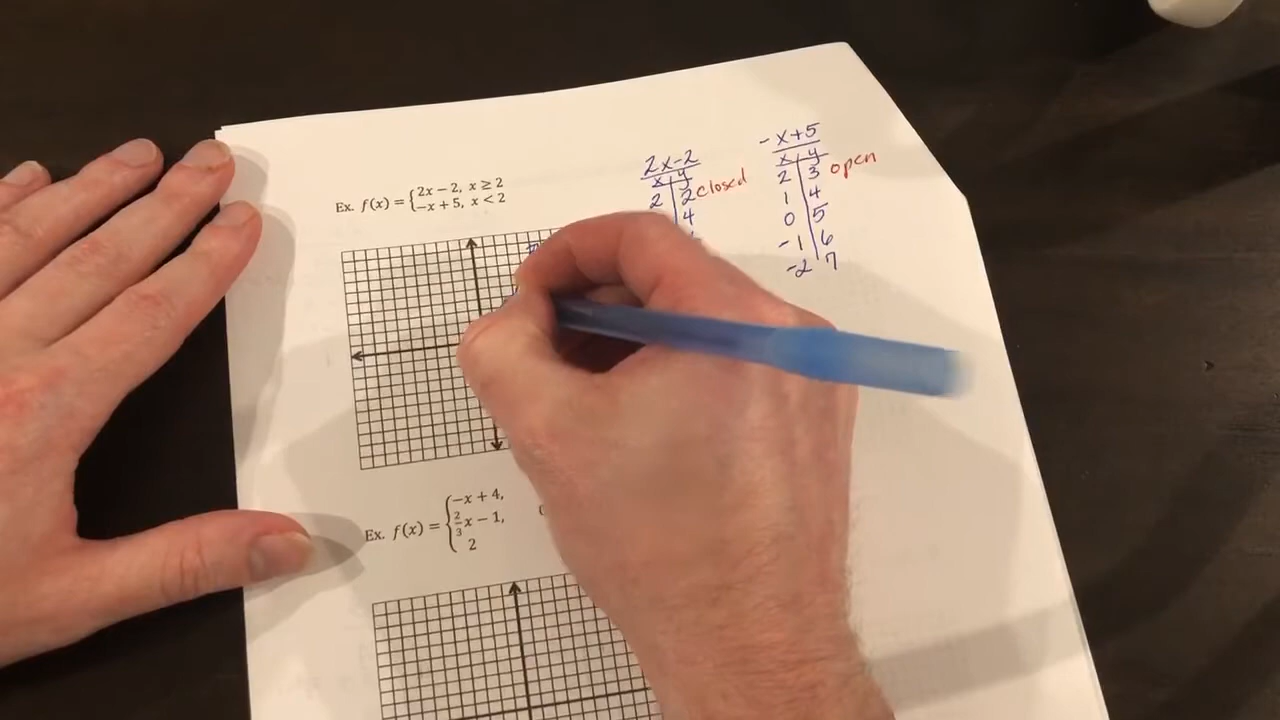 Ex. f(x) = {2x − 2, x ≥ 2
−x + 5, x < 2
2x-2
x y
2 2 closed
4
-x+5
x y
2 3 open
1 4
0 5
-1 6
-2 7
Ex. f(x) = {−x + 4,
2/3x − 1,
2